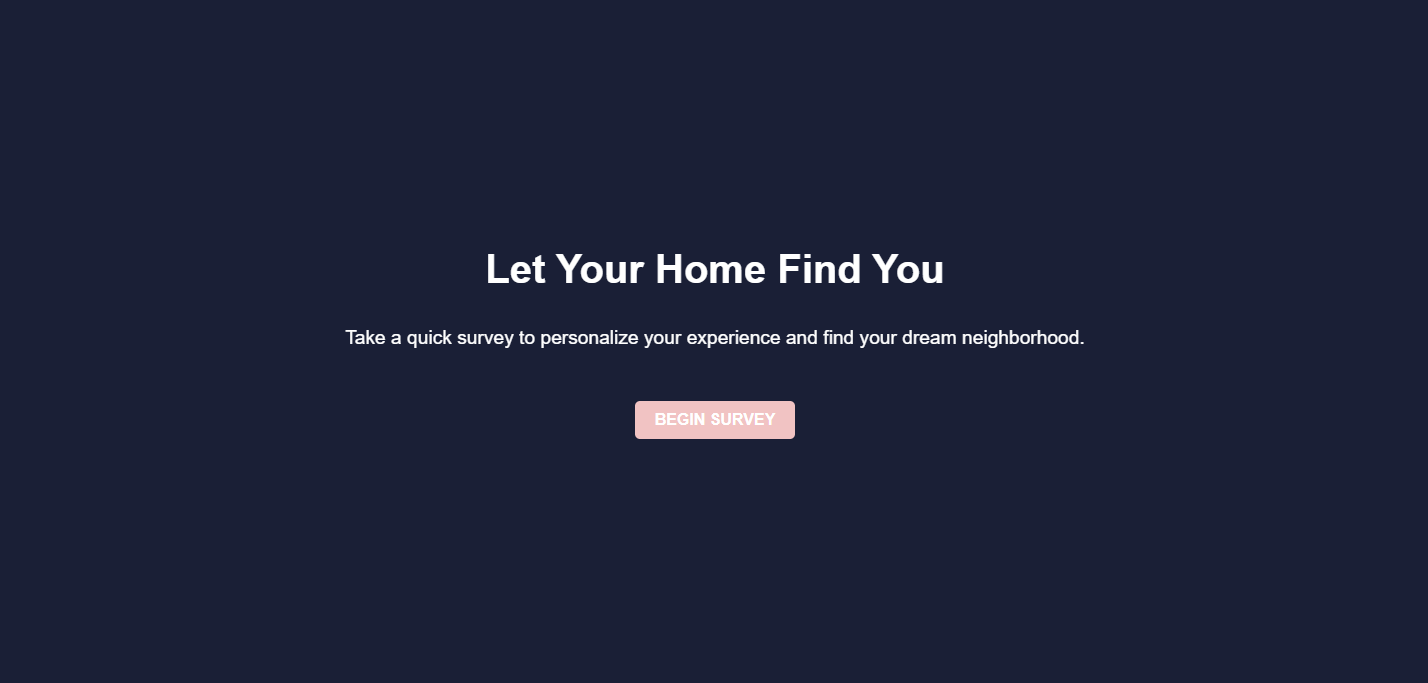 Let Your Home Find You
Take a quick survey to personalize your experience and find your dream neighborhood.
BEGIN SURVEY